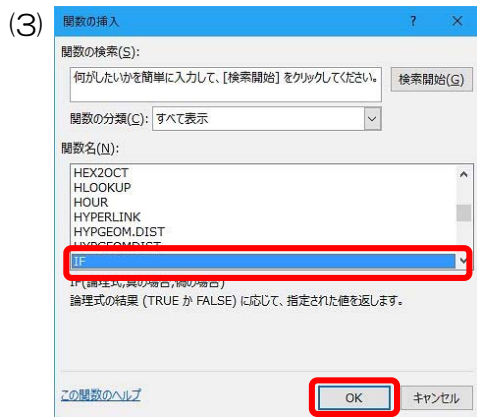 (3)
関数の挿入 ? ×
関数の検索(S):
何がしたいかを簡単に入力して、[検索開始] をクリックしてください。 検索開始(G)
関数の分類(C): すべて表示
関数名(N):
HEX2OCT
HLOOKUP
HOUR
HYPERLINK
HYPGEOM.DIST
HYPGEOMDIST
IF
IF(論理式,真の場合,偽の場合)
論理式の結果 (TRUE か FALSE) に応じて、指定された値を返します。
この関数のヘルプ OK キャンセル